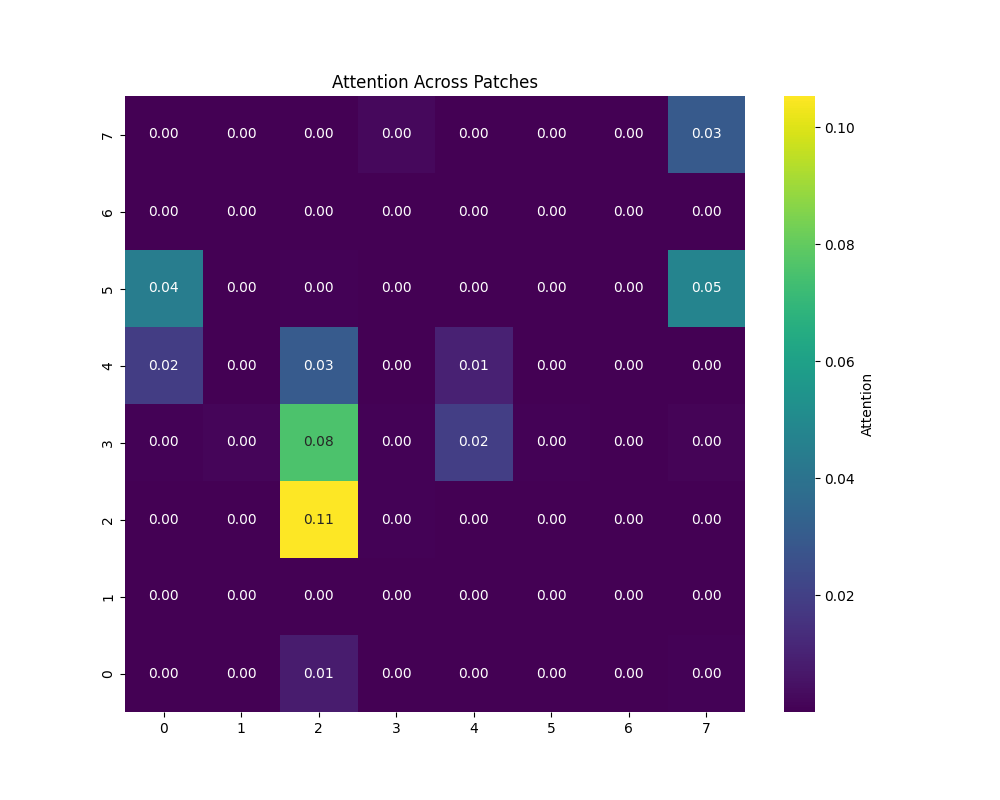 Attention Across Patches
7 0.00 0.00 0.00 0.00 0.00 0.00 0.00 0.03
6 0.00 0.00 0.00 0.00 0.00 0.00 0.00 0.00
5 0.04 0.00 0.00 0.00 0.00 0.00 0.00 0.05
4 0.02 0.00 0.03 0.00 0.01 0.00 0.00 0.00
3 0.00 0.00 0.08 0.00 0.02 0.00 0.00 0.00
2 0.00 0.00 0.11 0.00 0.00 0.00 0.00 0.00
1 0.00 0.00 0.00 0.00 0.00 0.00 0.00 0.00
0 0.00 0.00 0.01 0.00 0.00 0.00 0.00 0.00
0 1 2 3 4 5 6 7
0.10
0.08
0.06
0.04
0.02
Attention